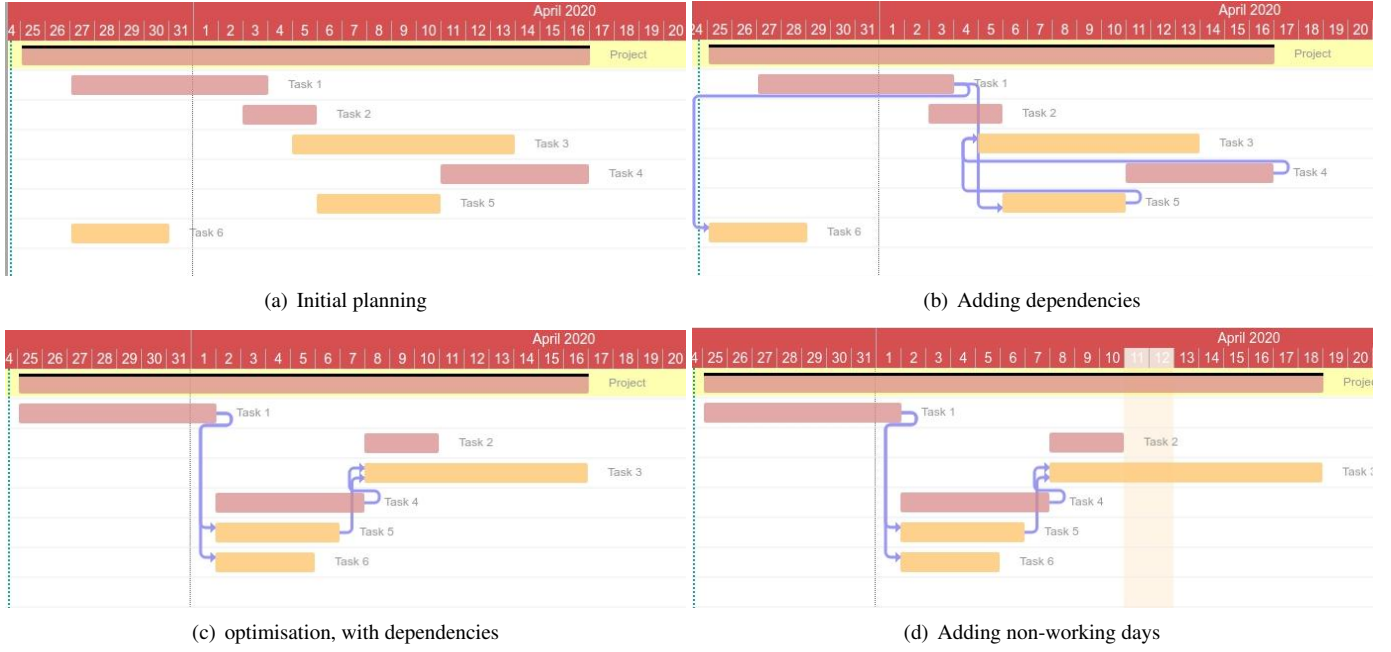 April 2020
4 25 26 27 28 29 30 31 1 2 3 4 5 6 7 8 9 10 11 12 13 14 15 16 17 18 19 20
Project
Task 1
Task 2
Task 3
Task 4
Task 5
Task 6
(a) Initial planning
April 2020
24 25 26 27 28 29 30 31 1 2 3 4 5 6 7 8 9 10 11 12 13 14 15 16 17 18 19 20
Project
Task 1
Task 2
Task 3
Task 4
Task 5
Task 6
(b) Adding dependencies
April 2020
4 25 26 27 28 29 30 31 1 2 3 4 5 6 7 8 9 10 11 12 13 14 15 16 17 18 19 20
Project
Task 1
Task 2
Task 3
Task 4
Task 5
Task 6
(c) optimisation, with dependencies
April 2020
4 25 26 27 28 29 30 31 1 2 3 4 5 6 7 8 9 10 11 12 13 14 15 16 17 18 19 20
Projec
Task 1
Task 2
Task 3
Task 4
Task 5
Task 6
(d) Adding non-working days